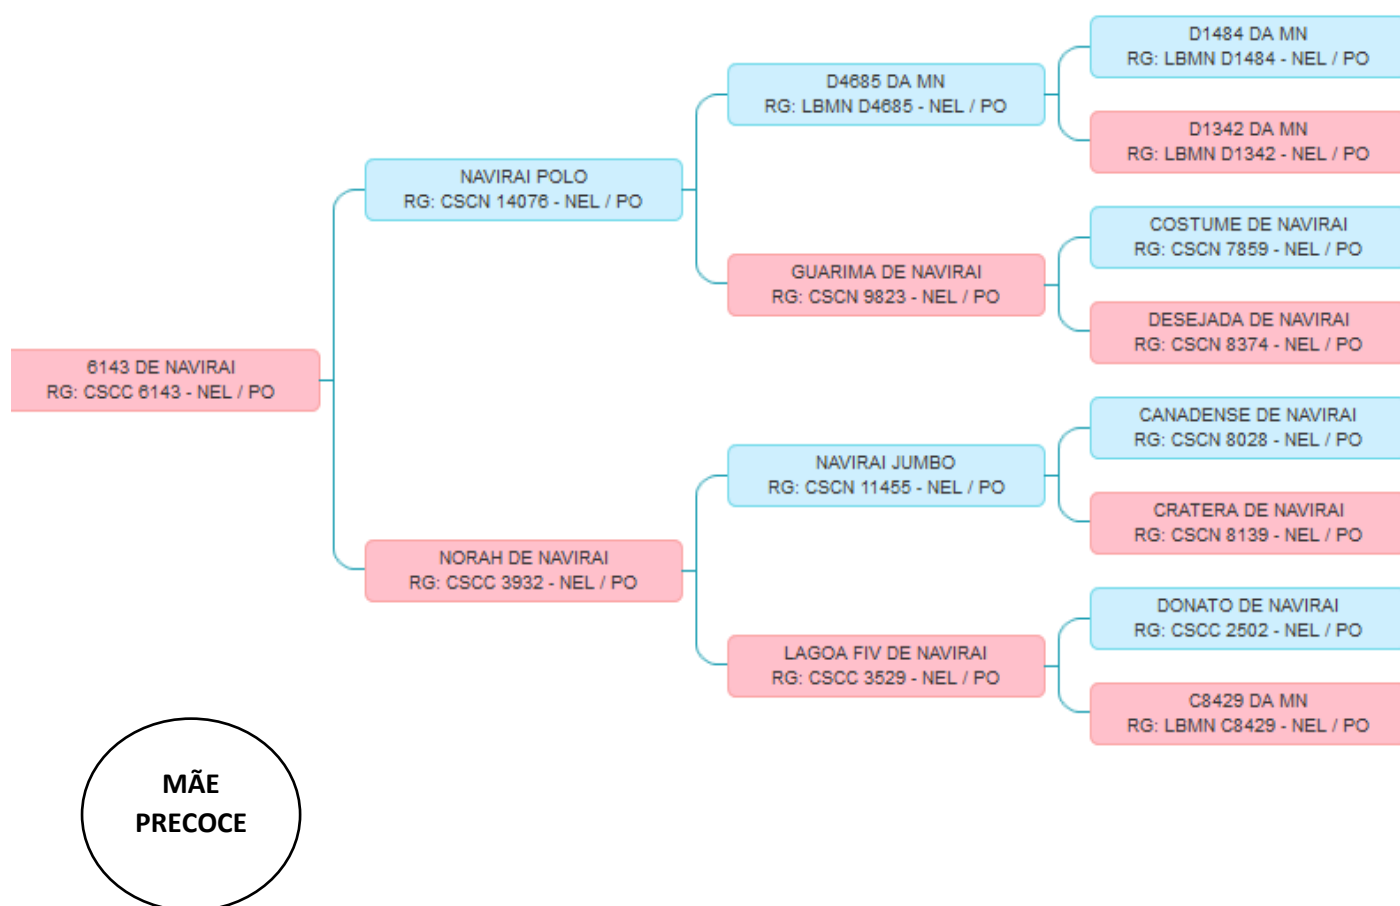 D1484 DA MN
RG: LBMN D1484 - NEL / PO
D4685 DA MN
RG: LBMN D4685 - NEL / PO
D1342 DA MN
RG: LBMN D1342 - NEL / PO
NAVIRAI POLO
RG: CSCN 14076 - NEL / PO
COSTUME DE NAVIRAI
RG: CSCN 7859 - NEL / PO
GUARIMA DE NAVIRAI
RG: CSCN 9823 - NEL / PO
DESEJADA DE NAVIRAI
RG: CSCN 8374 - NEL / PO
6143 DE NAVIRAI
RG: CSCC 6143 - NEL / PO
CANADENSE DE NAVIRAI
RG: CSCN 8028 - NEL / PO
NAVIRAI JUMBO
RG: CSCN 11455 - NEL / PO
CRATERA DE NAVIRAI
RG: CSCN 8139 - NEL / PO
NORAH DE NAVIRAI
RG: CSCC 3932 - NEL / PO
DONATO DE NAVIRAI
RG: CSCC 2502 - NEL / PO
LAGOA FIV DE NAVIRAI
RG: CSCC 3529 - NEL / PO
C8429 DA MN
RG: LBMN C8429 - NEL / PO
MÃE
PRECOCE